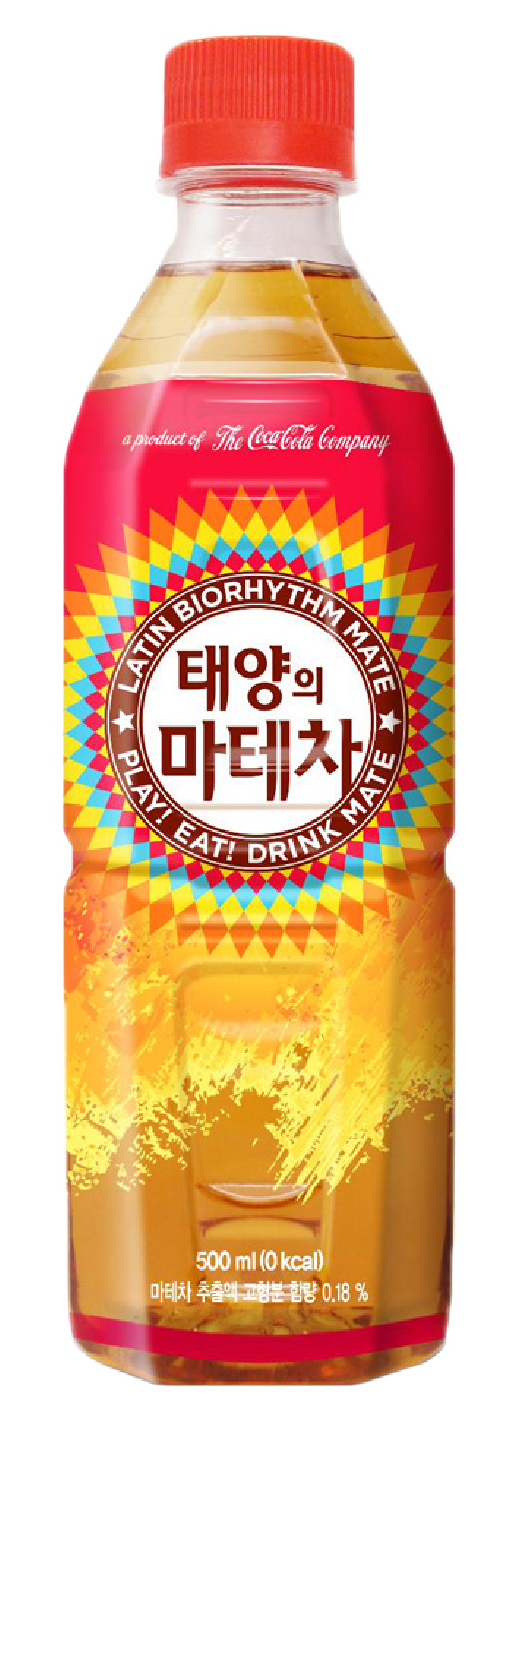 a product of The Coca-Cola Company
LATIN BIORHYTHM MATE
태양의
마테차
PLAY! EAT! DRINK MATE
500 ml (0 kcal)
마테차 추출액 고형분 함량 0.18 %